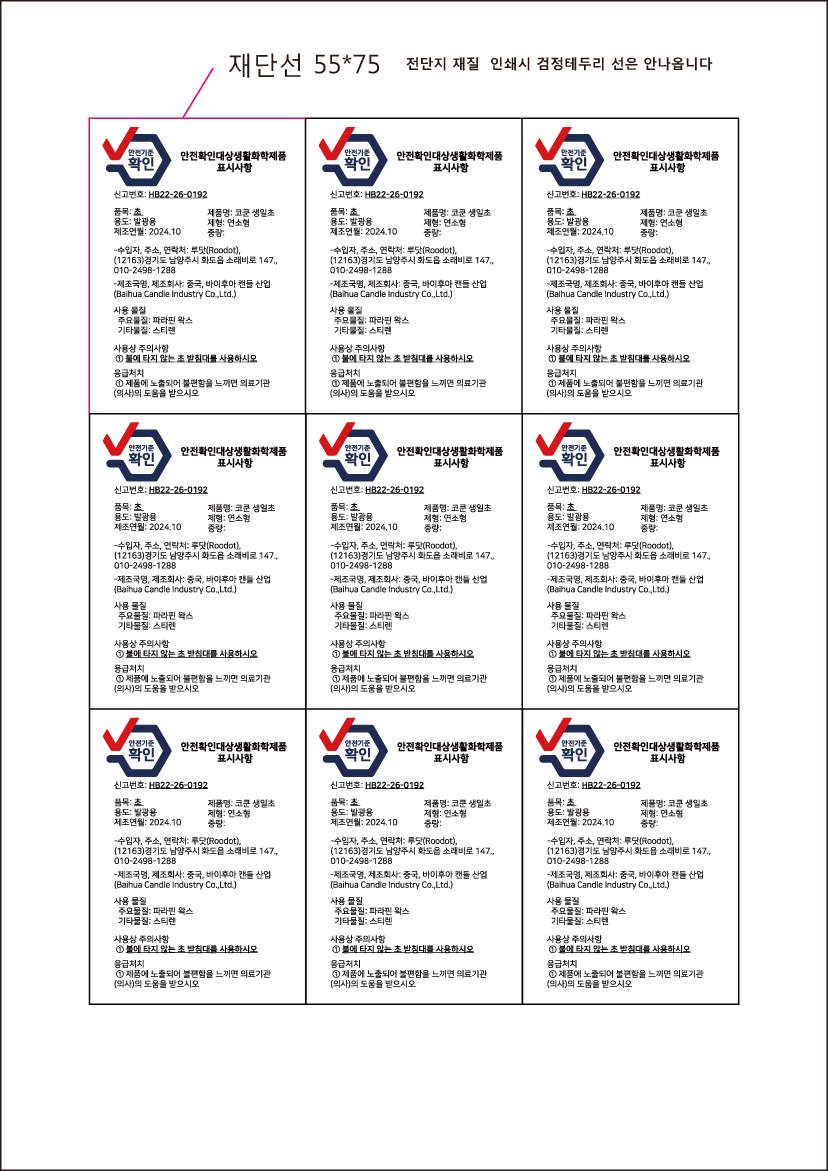 재단선 55*75 전단지 재질 인쇄시 검정테두리 선은 안나옵니다
안전기준
확인
안전확인대상생활화학제품
표시사항
신고번호: HB22-26-0192
품목: 초 제품명: 코쿤 생일초
용도: 발광용 제형: 연소형
제조연월: 2024.10 중량:
-수입자, 주소, 연락처: 루닷(Roodot),
(12163)경기도 남양주시 화도읍 소래비로 147.,
010-2498-1288
-제조국명, 제조회사: 중국, 바이후아 캔들 산업
(Baihua Candle Industry Co.,Ltd.)
사용 물질
주요물질: 파라핀 왁스
기타물질: 스티렌
사용상 주의사항
① 불에 타지 않는 초 받침대를 사용하시오
응급처치
① 제품에 노출되어 불편함을 느끼면 의료기관
(의사)의 도움을 받으시오
안전기준
확인
안전확인대상생활화학제품
표시사항
신고번호: HB22-26-0192
품목: 초 제품명: 코쿤 생일초
용도: 발광용 제형: 연소형
제조연월: 2024.10 중량:
-수입자, 주소, 연락처: 루닷(Roodot),
(12163)경기도 남양주시 화도읍 소래비로 147.,
010-2498-1288
-제조국명, 제조회사: 중국, 바이후아 캔들 산업
(Baihua Candle Industry Co.,Ltd.)
사용 물질
주요물질: 파라핀 왁스
기타물질: 스티렌
사용상 주의사항
① 불에 타지 않는 초 받침대를 사용하시오
응급처치
① 제품에 노출되어 불편함을 느끼면 의료기관
(의사)의 도움을 받으시오
안전기준
확인
안전확인대상생활화학제품
표시사항
신고번호: HB22-26-0192
품목: 초 제품명: 코쿤 생일초
용도: 발광용 제형: 연소형
제조연월: 2024.10 중량:
-수입자, 주소, 연락처: 루닷(Roodot),
(12163)경기도 남양주시 화도읍 소래비로 147.,
010-2498-1288
-제조국명, 제조회사: 중국, 바이후아 캔들 산업
(Baihua Candle Industry Co.,Ltd.)
사용 물질
주요물질: 파라핀 왁스
기타물질: 스티렌
사용상 주의사항
① 불에 타지 않는 초 받침대를 사용하시오
응급처치
① 제품에 노출되어 불편함을 느끼면 의료기관
(의사)의 도움을 받으시오
안전기준
확인
안전확인대상생활화학제품
표시사항
신고번호: HB22-26-0192
품목: 초 제품명: 코쿤 생일초
용도: 발광용 제형: 연소형
제조연월: 2024.10 중량:
-수입자, 주소, 연락처: 루닷(Roodot),
(12163)경기도 남양주시 화도읍 소래비로 147.,
010-2498-1288
-제조국명, 제조회사: 중국, 바이후아 캔들 산업
(Baihua Candle Industry Co.,Ltd.)
사용 물질
주요물질: 파라핀 왁스
기타물질: 스티렌
사용상 주의사항
① 불에 타지 않는 초 받침대를 사용하시오
응급처치
① 제품에 노출되어 불편함을 느끼면 의료기관
(의사)의 도움을 받으시오
안전기준
확인
안전확인대상생활화학제품
표시사항
신고번호: HB22-26-0192
품목: 초 제품명: 코쿤 생일초
용도: 발광용 제형: 연소형
제조연월: 2024.10 중량:
-수입자, 주소, 연락처: 루닷(Roodot),
(12163)경기도 남양주시 화도읍 소래비로 147.,
010-2498-1288
-제조국명, 제조회사: 중국, 바이후아 캔들 산업
(Baihua Candle Industry Co.,Ltd.)
사용 물질
주요물질: 파라핀 왁스
기타물질: 스티렌
사용상 주의사항
① 불에 타지 않는 초 받침대를 사용하시오
응급처치
① 제품에 노출되어 불편함을 느끼면 의료기관
(의사)의 도움을 받으시오
안전기준
확인
안전확인대상생활화학제품
표시사항
신고번호: HB22-26-0192
품목: 초 제품명: 코쿤 생일초
용도: 발광용 제형: 연소형
제조연월: 2024.10 중량:
-수입자, 주소, 연락처: 루닷(Roodot),
(12163)경기도 남양주시 화도읍 소래비로 147.,
010-2498-1288
-제조국명, 제조회사: 중국, 바이후아 캔들 산업
(Baihua Candle Industry Co.,Ltd.)
사용 물질
주요물질: 파라핀 왁스
기타물질: 스티렌
사용상 주의사항
① 불에 타지 않는 초 받침대를 사용하시오
응급처치
① 제품에 노출되어 불편함을 느끼면 의료기관
(의사)의 도움을 받으시오
안전기준
확인
안전확인대상생활화학제품
표시사항
신고번호: HB22-26-0192
품목: 초 제품명: 코쿤 생일초
용도: 발광용 제형: 연소형
제조연월: 2024.10 중량:
-수입자, 주소, 연락처: 루닷(Roodot),
(12163)경기도 남양주시 화도읍 소래비로 147.,
010-2498-1288
-제조국명, 제조회사: 중국, 바이후아 캔들 산업
(Baihua Candle Industry Co.,Ltd.)
사용 물질
주요물질: 파라핀 왁스
기타물질: 스티렌
사용상 주의사항
① 불에 타지 않는 초 받침대를 사용하시오
응급처치
① 제품에 노출되어 불편함을 느끼면 의료기관
(의사)의 도움을 받으시오
안전기준
확인
안전확인대상생활화학제품
표시사항
신고번호: HB22-26-0192
품목: 초 제품명: 코쿤 생일초
용도: 발광용 제형: 연소형
제조연월: 2024.10 중량:
-수입자, 주소, 연락처: 루닷(Roodot),
(12163)경기도 남양주시 화도읍 소래비로 147.,
010-2498-1288
-제조국명, 제조회사: 중국, 바이후아 캔들 산업
(Baihua Candle Industry Co.,Ltd.)
사용 물질
주요물질: 파라핀 왁스
기타물질: 스티렌
사용상 주의사항
① 불에 타지 않는 초 받침대를 사용하시오
응급처치
① 제품에 노출되어 불편함을 느끼면 의료기관
(의사)의 도움을 받으시오
안전기준
확인
안전확인대상생활화학제품
표시사항
신고번호: HB22-26-0192
품목: 초 제품명: 코쿤 생일초
용도: 발광용 제형: 연소형
제조연월: 2024.10 중량:
-수입자, 주소, 연락처: 루닷(Roodot),
(12163)경기도 남양주시 화도읍 소래비로 147.,
010-2498-1288
-제조국명, 제조회사: 중국, 바이후아 캔들 산업
(Baihua Candle Industry Co.,Ltd.)
사용 물질
주요물질: 파라핀 왁스
기타물질: 스티렌
사용상 주의사항
① 불에 타지 않는 초 받침대를 사용하시오
응급처치
① 제품에 노출되어 불편함을 느끼면 의료기관
(의사)의 도움을 받으시오